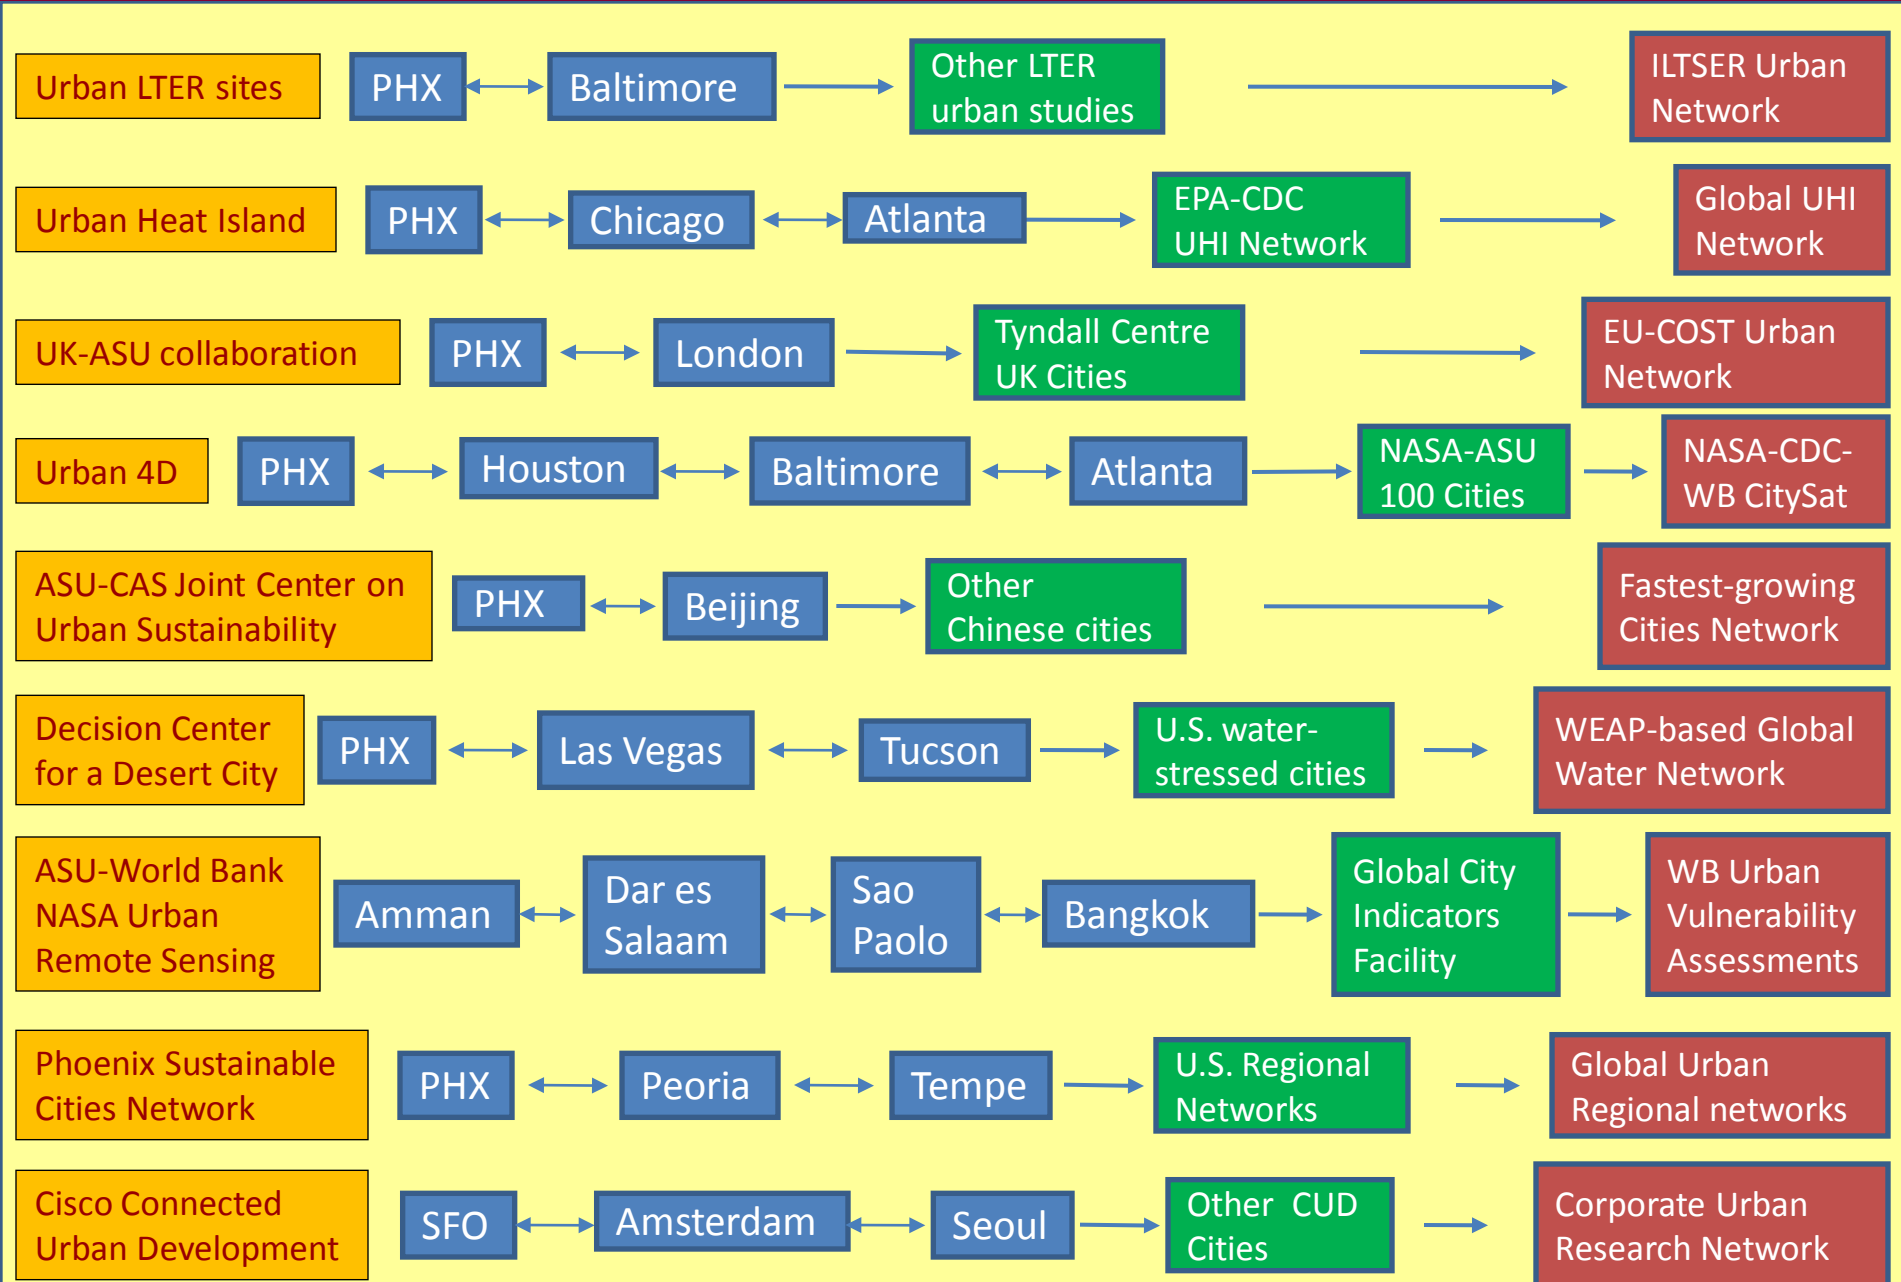 Urban LTER sites
PHX
Baltimore
Other LTER
urban studies
ILTSER Urban
Network
Urban Heat Island
PHX
Chicago
Atlanta
EPA-CDC
UHI Network
Global UHI
Network
UK-ASU collaboration
PHX
London
Tyndall Centre
UK Cities
EU-COST Urban
Network
Urban 4D
PHX
Houston
Baltimore
Atlanta
NASA-ASU
100 Cities
NASA-CDC-
WB CitySat
ASU-CAS Joint Center on
Urban Sustainability
PHX
Beijing
Other
Chinese cities
Fastest-growing
Cities Network
Decision Center
for a Desert City
PHX
Las Vegas
Tucson
U.S. water-
stressed cities
WEAP-based Global
Water Network
ASU-World Bank
NASA Urban
Remote Sensing
Amman
Dar es
Salaam
Sao
Paolo
Bangkok
Global City
Indicators
Facility
WB Urban
Vulnerability
Assessments
Phoenix Sustainable
Cities Network
PHX
Peoria
Tempe
U.S. Regional
Networks
Global Urban
Regional networks
Cisco Connected
Urban Development
SFO
Amsterdam
Seoul
Other CUD
Cities
Corporate Urban
Research Network